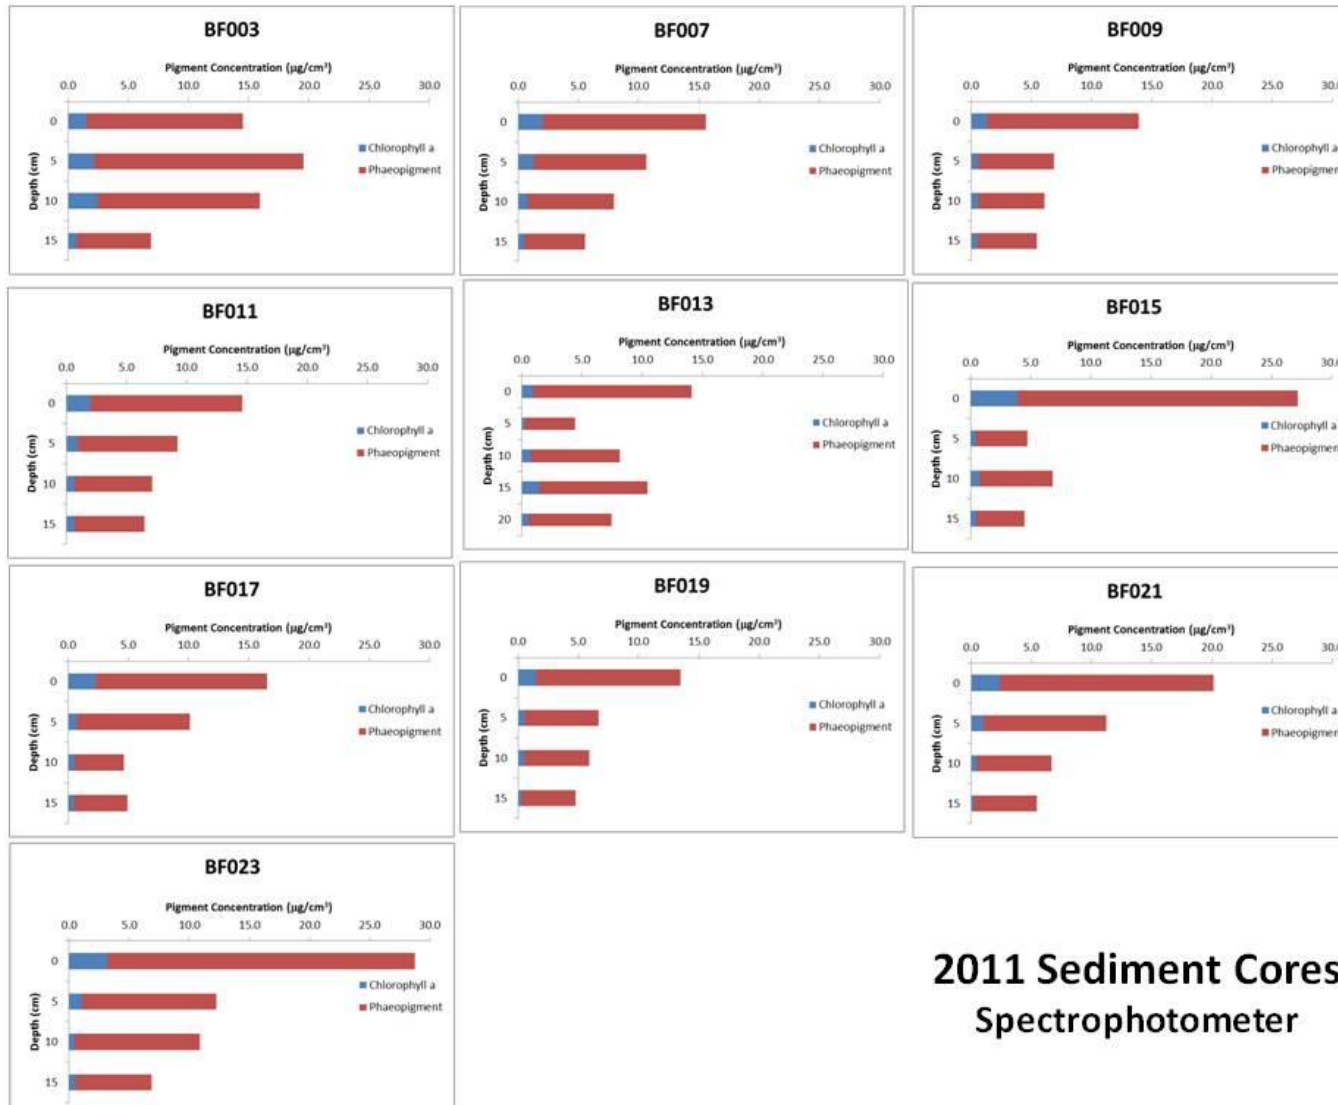 BF003
Pigment Concentration (µg/cm³)
0.0 5.0 10.0 15.0 20.0 25.0 30.0
Depth (cm)
0
5
10
15
Chlorophyll a
Phaeopigment
BF007
Pigment Concentration (µg/cm³)
0.0 5.0 10.0 15.0 20.0 25.0 30.0
Depth (cm)
0
5
10
15
Chlorophyll a
Phaeopigment
BF009
Pigment Concentration (µg/cm³)
0.0 5.0 10.0 15.0 20.0 25.0 30.0
Depth (cm)
0
5
10
15
Chlorophyll a
Phaeopigment
BF011
Pigment Concentration (µg/cm³)
0.0 5.0 10.0 15.0 20.0 25.0 30.0
Depth (cm)
0
5
10
15
Chlorophyll a
Phaeopigment
BF013
Pigment Concentration (µg/cm³)
0.0 5.0 10.0 15.0 20.0 25.0 30.0
Depth (cm)
0
5
10
15
20
Chlorophyll a
Phaeopigment
BF015
Pigment Concentration (µg/cm³)
0.0 5.0 10.0 15.0 20.0 25.0 30.0
Depth (cm)
0
5
10
15
Chlorophyll a
Phaeopigment
BF017
Pigment Concentration (µg/cm³)
0.0 5.0 10.0 15.0 20.0 25.0 30.0
Depth (cm)
0
5
10
15
Chlorophyll a
Phaeopigment
BF019
Pigment Concentration (µg/cm³)
0.0 5.0 10.0 15.0 20.0 25.0 30.0
Depth (cm)
0
5
10
15
Chlorophyll a
Phaeopigment
BF021
Pigment Concentration (µg/cm³)
0.0 5.0 10.0 15.0 20.0 25.0 30.0
Depth (cm)
0
5
10
15
Chlorophyll a
Phaeopigment
BF023
Pigment Concentration (µg/cm³)
0.0 5.0 10.0 15.0 20.0 25.0 30.0
Depth (cm)
0
5
10
15
Chlorophyll a
Phaeopigment
2011 Sediment Cores
Spectrophotometer